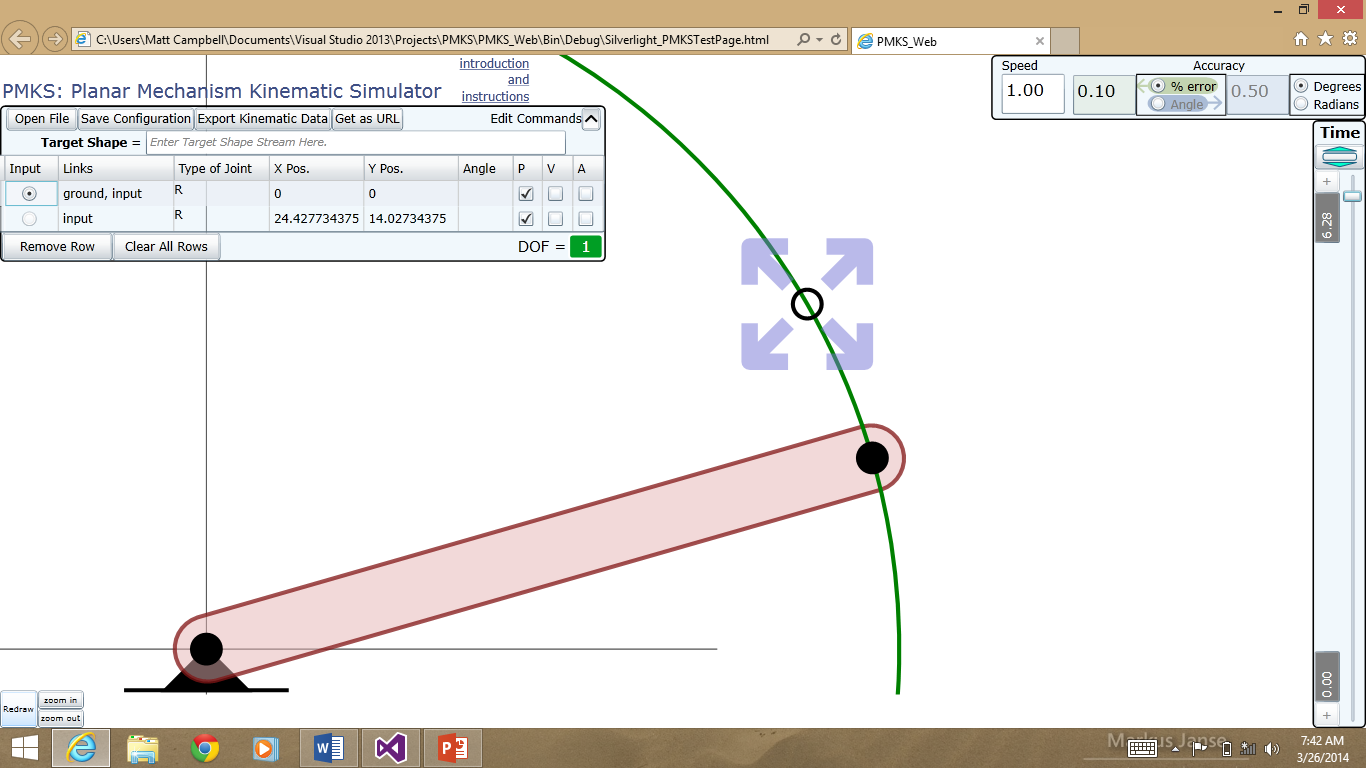 C:\Users\Matt Campbell\Documents\Visual Studio 2013\Projects\PMKS\PMKS_Web\Bin\Debug\Silverlight_PMKSTestPage.html
PMKS_Web
introduction
and
instructions
PMKS: Planar Mechanism Kinematic Simulator
Speed
Accuracy
1.00
0.10
% error
Angle
0.50
Degrees
Radians
Open File
Save Configuration
Export Kinematic Data
Get as URL
Edit Commands
Target Shape =
Enter Target Shape Stream Here.
Input Links Type of Joint X Pos. Y Pos. Angle P V A
ground, input R 0 0
input R 24.427734375 14.02734375
Remove Row
Clear All Rows
DOF = 1
Time
6.28
0.00
Redraw
zoom in
zoom out
Markus Janse
7:42 AM
3/26/2014